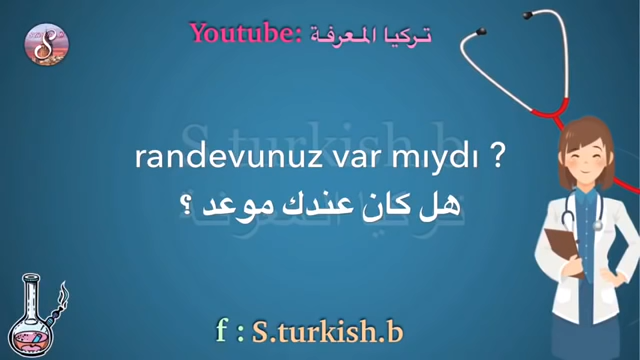 Youtube: تركيا المعرفة
randevunuz var mıydı ?
هل كان عندك موعد ؟
f : S.turkish.b